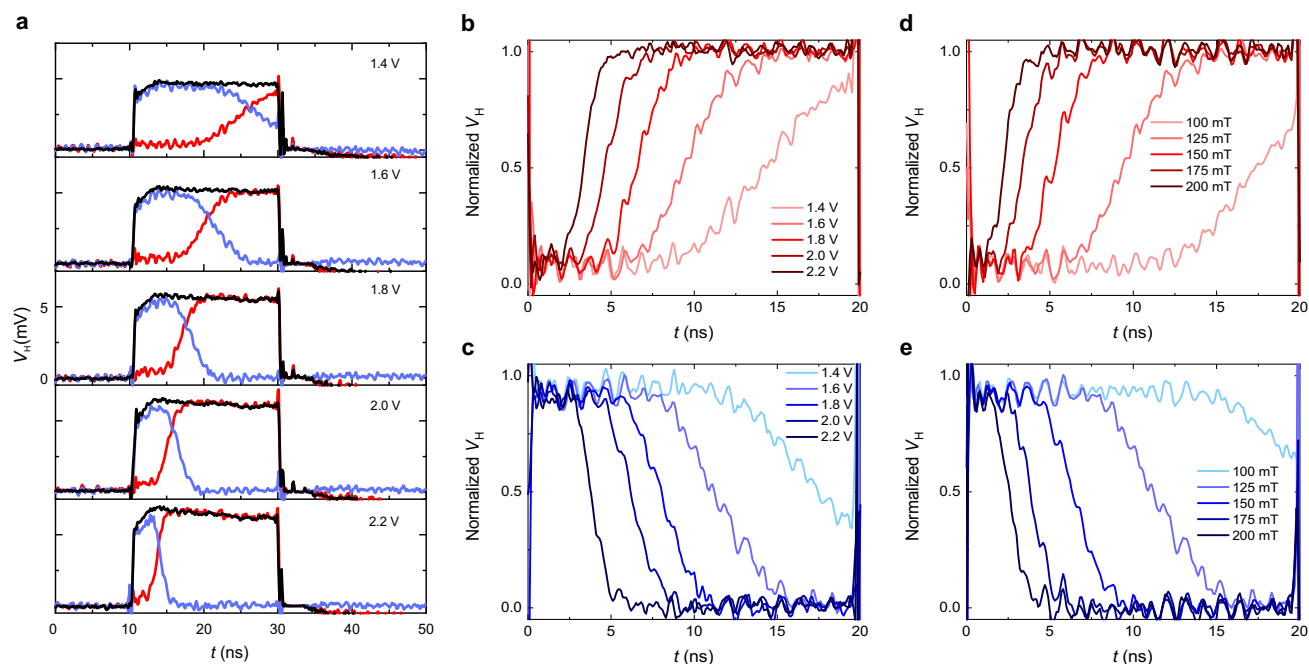 a
1.4 V
1.6 V
1.8 V
2.0 V
2.2 V
5
0
V_H (mV)
0 10 20 30 40 50
t (ns)
b
1.0
0.5
0.0
Normalized V_H
1.4 V
1.6 V
1.8 V
2.0 V
2.2 V
0 5 10 15 20
t (ns)
c
1.0
0.5
0.0
Normalized V_H
1.4 V
1.6 V
1.8 V
2.0 V
2.2 V
0 5 10 15 20
t (ns)
d
1.0
0.5
0.0
Normalized V_H
100 mT
125 mT
150 mT
175 mT
200 mT
0 5 10 15 20
t (ns)
e
1.0
0.5
0.0
Normalized V_H
100 mT
125 mT
150 mT
175 mT
200 mT
0 5 10 15 20
t (ns)